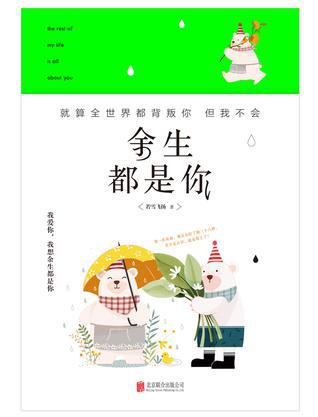 the rest of
my life
is all
about you
就算全世界都背叛你 但我不会
余生
都是你
〈若雪飞扬 著〉
我爱你，我想余生都是你
北京联合出版公司